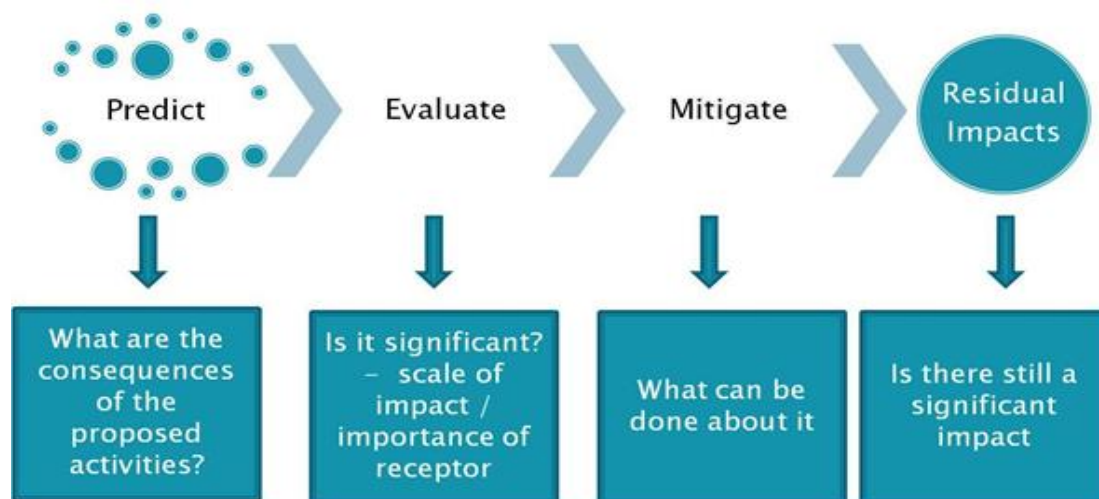 Predict
Evaluate
Mitigate
Residual
Impacts
What are the
consequences
of the
proposed
activities?
Is it significant?
– scale of
impact /
importance of
receptor
What can be
done about it
Is there still a
significant
impact